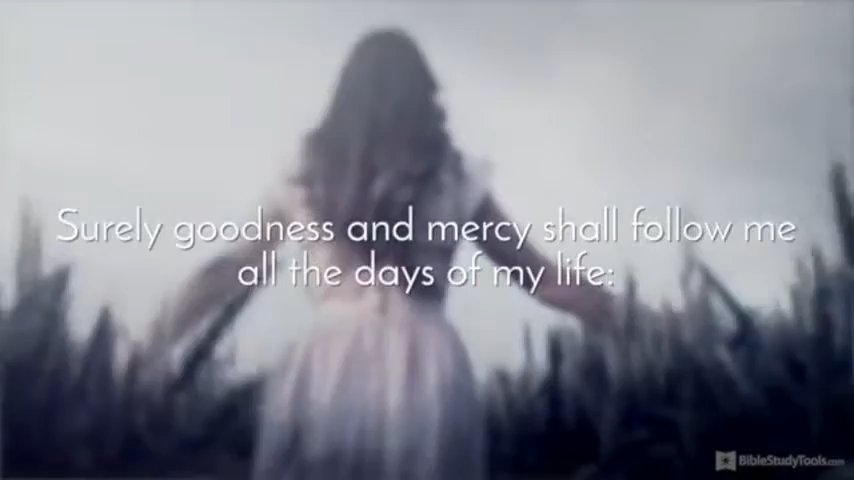 Surely goodness and mercy shall follow me
all the days of my life:
BibleStudyTools.com